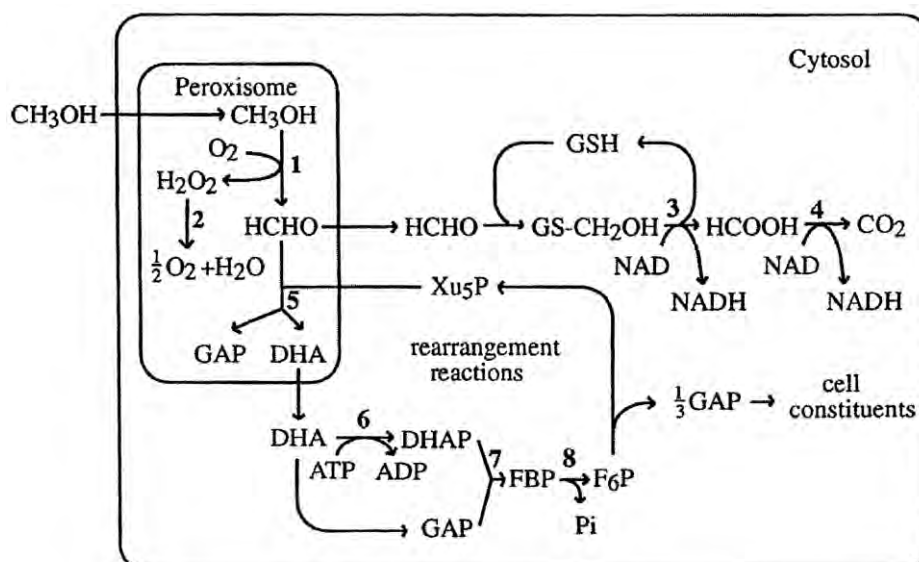 Cytosol
Peroxisome
CH3OH
CH3OH
O2
1
GSH
H2O2
2
3
4
HCHO
HCHO
GS-CH2OH
HCOOH
CO2
NAD
NAD
½O2+H2O
NADH
NADH
Xu5P
5
GAP
DHA
rearrangement
reactions
⅓GAP
cell
constituents
6
DHA
DHAP
7
8
ATP
ADP
FBP
F6P
GAP
Pi